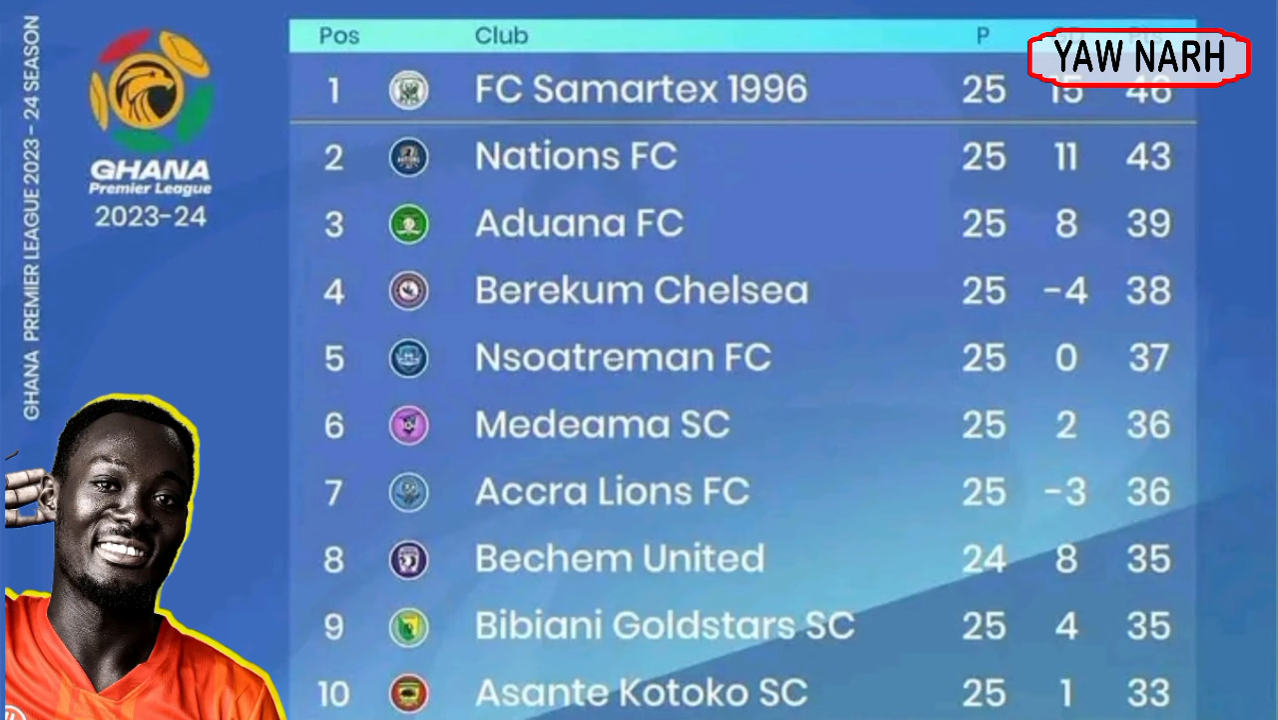 GHANA PREMIER LEAGUE 2023 - 24 SEASON
GHANA
Premier League
2023-24
Pos Club P
YAW NARH
1 FC Samartex 1996 25 15 46
2 Nations FC 25 11 43
3 Aduana FC 25 8 39
4 Berekum Chelsea 25 -4 38
5 Nsoatreman FC 25 0 37
6 Medeama SC 25 2 36
7 Accra Lions FC 25 -3 36
8 Bechem United 24 8 35
9 Bibiani Goldstars SC 25 4 35
10 Asante Kotoko SC 25 1 33